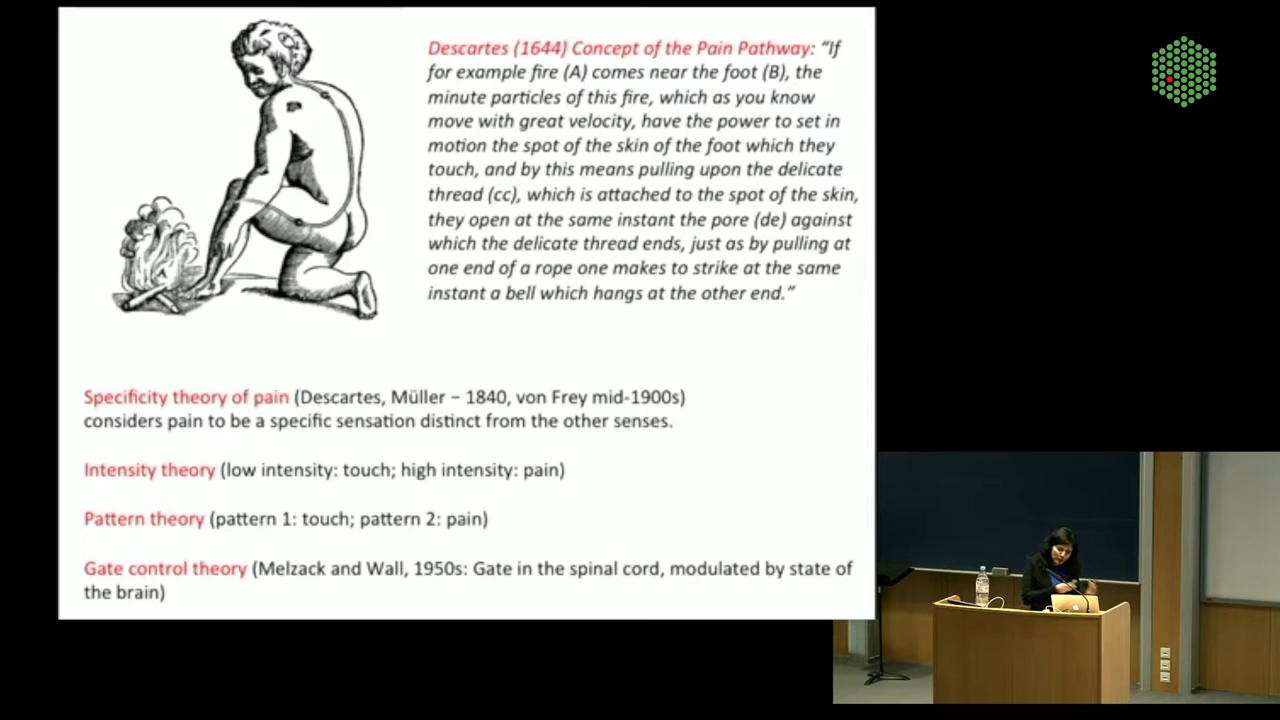 Descartes (1644) Concept of the Pain Pathway: “If
for example fire (A) comes near the foot (B), the
minute particles of this fire, which as you know
move with great velocity, have the power to set in
motion the spot of the skin of the foot which they
touch, and by this means pulling upon the delicate
thread (cc), which is attached to the spot of the skin,
they open at the same instant the pore (de) against
which the delicate thread ends, just as by pulling at
one end of a rope one makes to strike at the same
instant a bell which hangs at the other end.”
Specificity theory of pain (Descartes, Müller – 1840, von Frey mid-1900s)
considers pain to be a specific sensation distinct from the other senses.
Intensity theory (low intensity: touch; high intensity: pain)
Pattern theory (pattern 1: touch; pattern 2: pain)
Gate control theory (Melzack and Wall, 1950s: Gate in the spinal cord, modulated by state of
the brain)